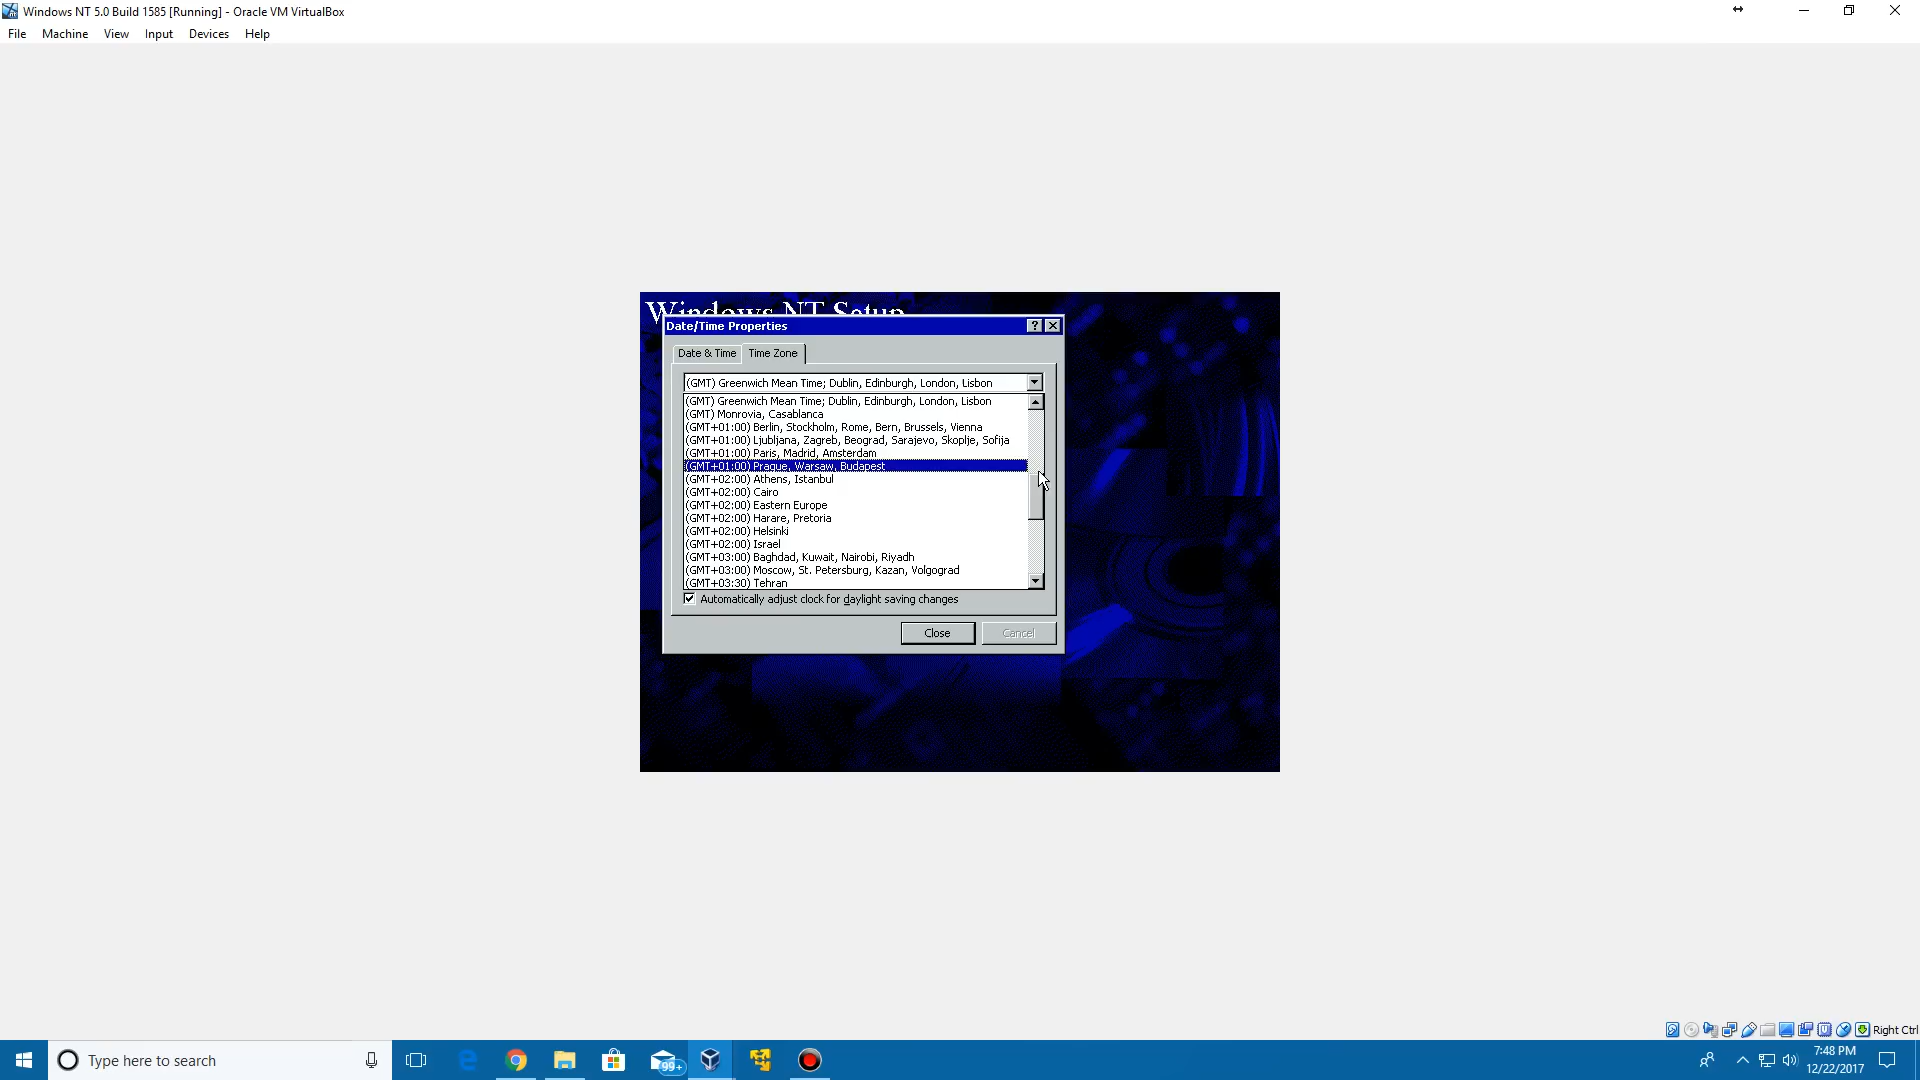 Windows NT 5.0 Build 1585 [Running] - Oracle VM VirtualBox
File Machine View Input Devices Help
Windows NT Setup
Date/Time Properties
Date & Time Time Zone
(GMT) Greenwich Mean Time; Dublin, Edinburgh, London, Lisbon
(GMT) Greenwich Mean Time; Dublin, Edinburgh, London, Lisbon
(GMT) Monrovia, Casablanca
(GMT+01:00) Berlin, Stockholm, Rome, Bern, Brussels, Vienna
(GMT+01:00) Ljubljana, Zagreb, Beograd, Sarajevo, Skoplje, Sofija
(GMT+01:00) Paris, Madrid, Amsterdam
(GMT+01:00) Prague, Warsaw, Budapest
(GMT+02:00) Athens, Istanbul
(GMT+02:00) Cairo
(GMT+02:00) Eastern Europe
(GMT+02:00) Harare, Pretoria
(GMT+02:00) Helsinki
(GMT+02:00) Israel
(GMT+03:00) Baghdad, Kuwait, Nairobi, Riyadh
(GMT+03:00) Moscow, St. Petersburg, Kazan, Volgograd
(GMT+03:30) Tehran
Automatically adjust clock for daylight saving changes
Close Cancel
Right Ctrl
Type here to search
99+
7:48 PM
12/22/2017